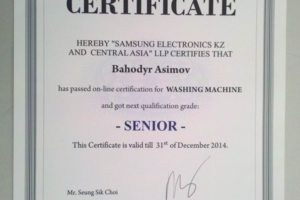 CERTIFICATE
HEREBY "SAMSUNG ELECTRONICS KZ
AND CENTRAL ASIA" LLP CERTIFIES THAT
Bahodyr Asimov
has passed on-line certification for WASHING MACHINE
and got next qualification grade:
- SENIOR -
This Certificate is valid till 31st of December 2014.
Mr. Seung Sik Choi